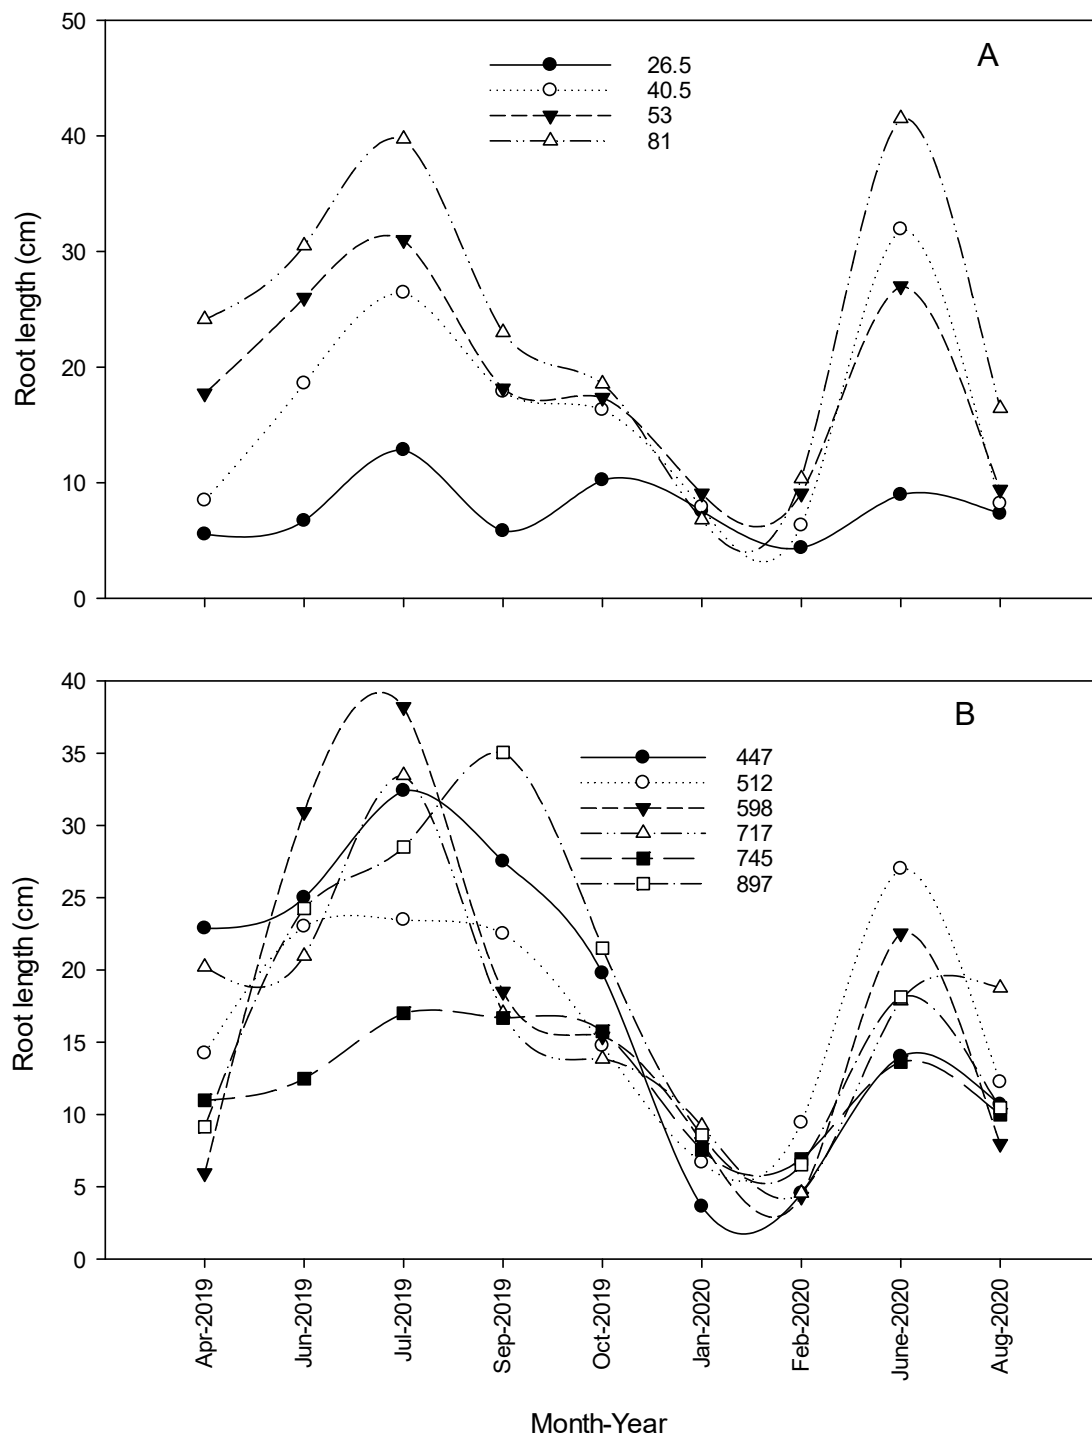 A
50
40
30
20
10
0
Root length (cm)
26.5
40.5
53
81
B
40
35
30
25
20
15
10
5
0
Root length (cm)
447
512
598
717
745
897
Apr-2019
Jun-2019
Jul-2019
Sep-2019
Oct-2019
Jan-2020
Feb-2020
June-2020
Aug-2020
Month-Year